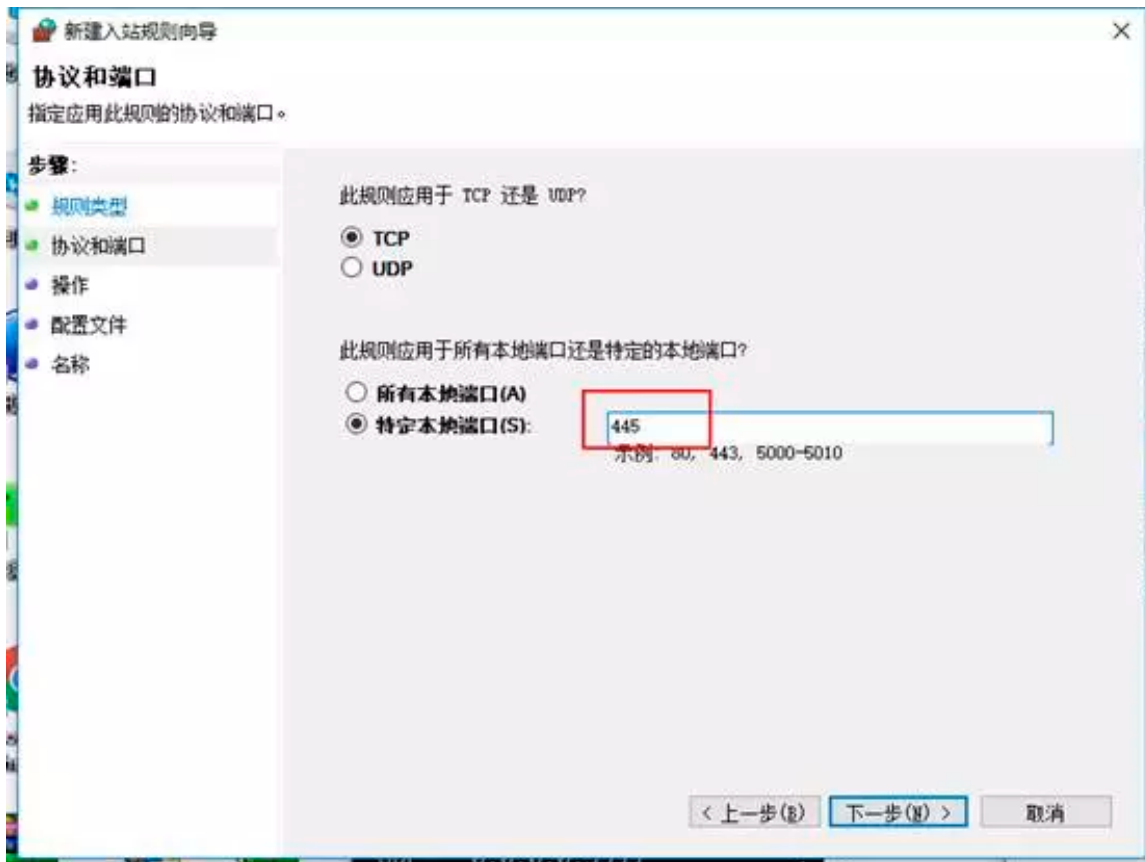 新建入站规则向导
协议和端口
指定应用此规则的协议和端口。
步骤:
规则类型
协议和端口
操作
配置文件
名称
此规则应用于 TCP 还是 UDP?
TCP
UDP
此规则应用于所有本地端口还是特定的本地端口?
所有本地端口(A)
特定本地端口(S):
445
示例: 80, 443, 5000-5010
< 上一步(B)
下一步(N) >
取消